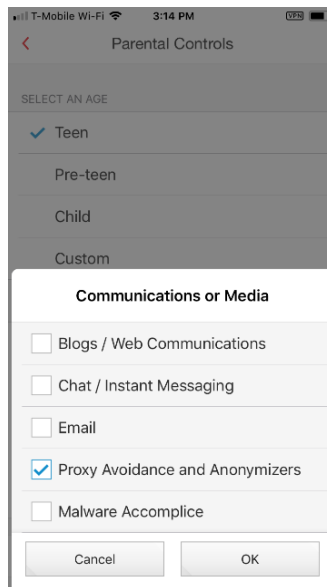 T-Mobile Wi-Fi 3:14 PM VPN
Parental Controls
SELECT AN AGE
Teen
Pre-teen
Child
Custom
Communications or Media
Blogs / Web Communications
Chat / Instant Messaging
Email
Proxy Avoidance and Anonymizers
Malware Accomplice
Cancel OK